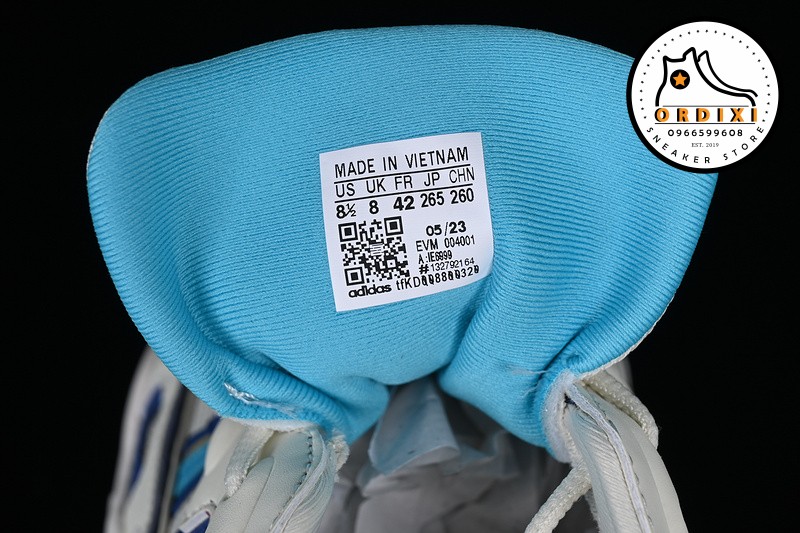 ORDIXI
0966599608
EST. 2019
SNEAKER STORE
MADE IN VIETNAM
US UK FR JP CHN
8½ 8 42 265 260
05/23
EVM 004001
A:IE6999
#132792164
adidas